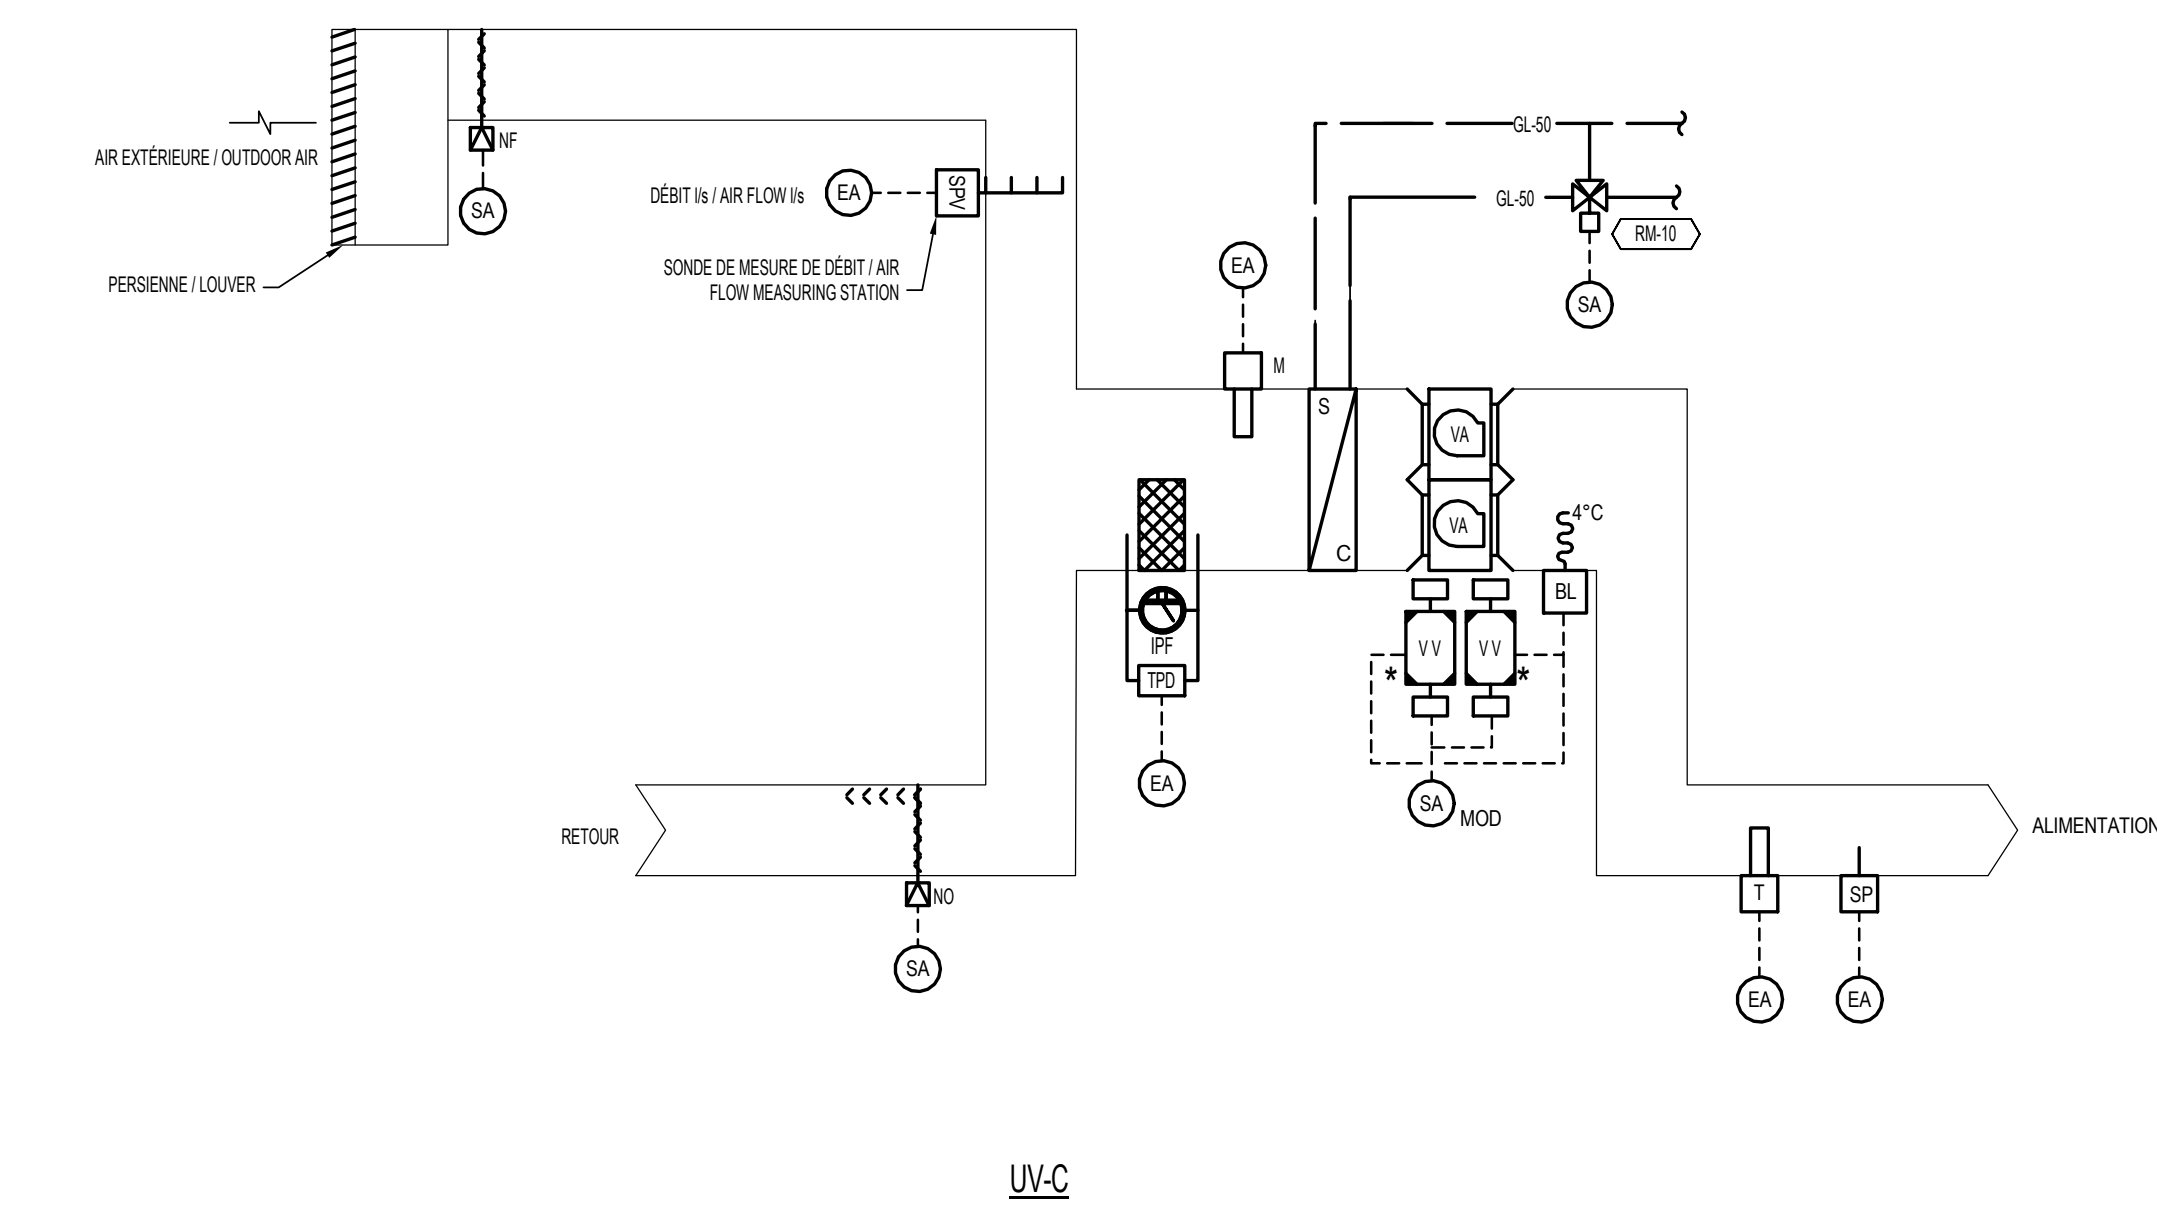 GL-50
NF
AIR EXTÉRIEURE / OUTDOOR AIR
SPV
DÉBIT l/s / AIR FLOW l/s
EA
GL-50
SA
RM-10
SONDE DE MESURE DE DÉBIT / AIR
FLOW MEASURING STATION
EA
PERSIENNE / LOUVER
SA
M
S
VA
4°C
VA
C
BL
IPF
V V
V V
*
*
TPD
EA
SA
MOD
RETOUR
ALIMENTATION
NO
T
SP
SA
EA
EA
UV-C